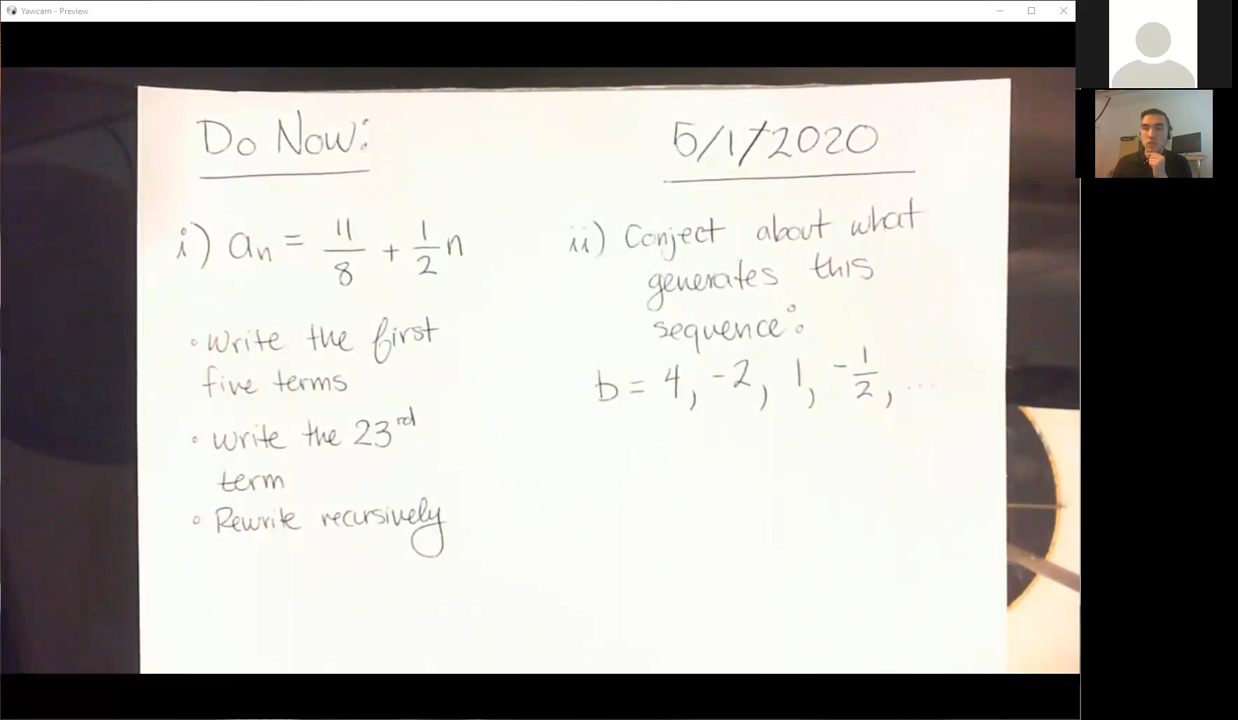 Yawcam - Preview
Do Now:
i) an = 11/8 + 1/2 n
◦ Write the first
five terms
◦ Write the 23rd
term
◦ Rewrite recursively
5/1/2020
ii) Conject about what
generates this
sequence:
b = 4, -2, 1, -1/2, ...